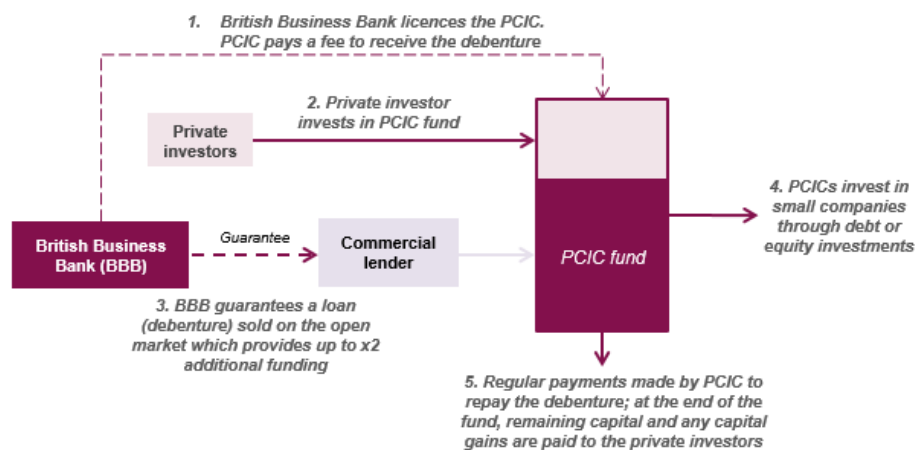 1. British Business Bank licences the PCIC.
PCIC pays a fee to receive the debenture
2. Private investor
invests in PCIC fund
Private
investors
British Business
Bank (BBB)
Guarantee
Commercial
lender
PCIC fund
4. PCICs invest in
small companies
through debt or
equity investments
3. BBB guarantees a loan
(debenture) sold on the open
market which provides up to x2
additional funding
5. Regular payments made by PCIC to
repay the debenture; at the end of the
fund, remaining capital and any capital
gains are paid to the private investors